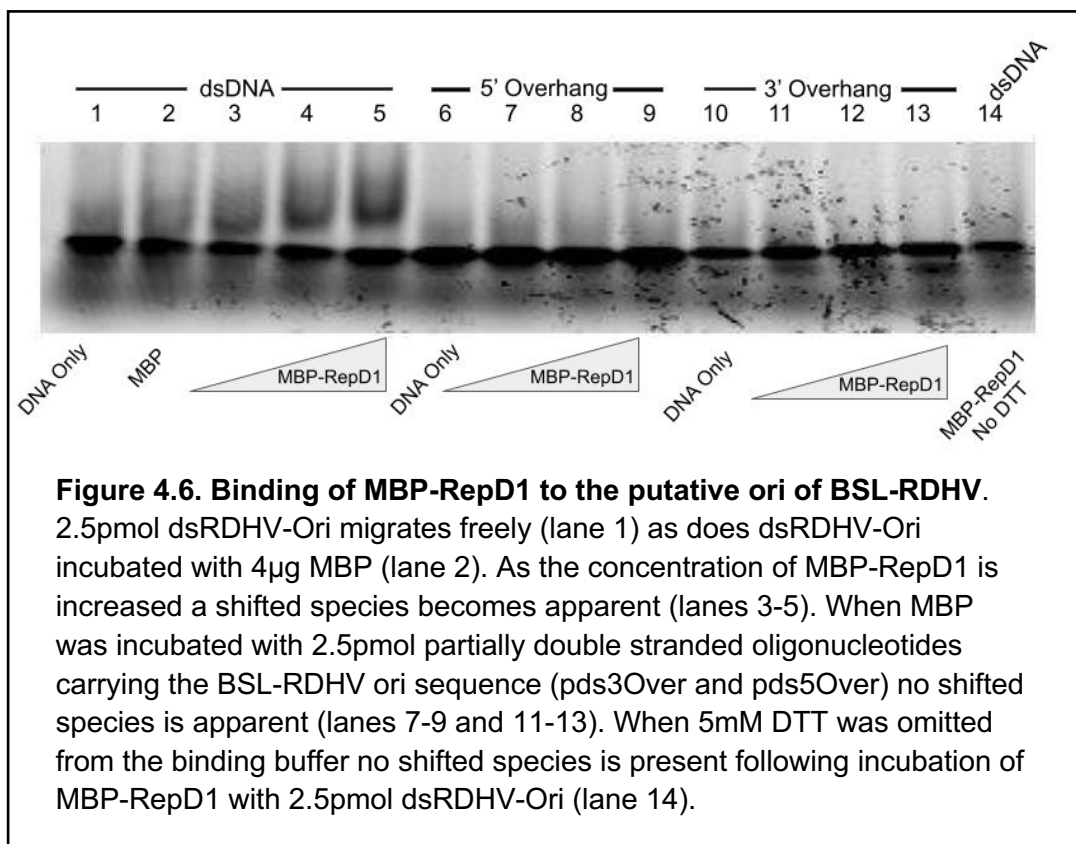 dsDNA 5’ Overhang 3’ Overhang dsDNA
1 2 3 4 5 6 7 8 9 10 11 12 13 14
DNA Only MBP MBP-RepD1 DNA Only MBP-RepD1 DNA Only MBP-RepD1 MBP-RepD1
No DTT
Figure 4.6. Binding of MBP-RepD1 to the putative ori of BSL-RDHV.
2.5pmol dsRDHV-Ori migrates freely (lane 1) as does dsRDHV-Ori
incubated with 4µg MBP (lane 2). As the concentration of MBP-RepD1 is
increased a shifted species becomes apparent (lanes 3-5). When MBP
was incubated with 2.5pmol partially double stranded oligonucleotides
carrying the BSL-RDHV ori sequence (pds3Over and pds5Over) no shifted
species is apparent (lanes 7-9 and 11-13). When 5mM DTT was omitted
from the binding buffer no shifted species is present following incubation of
MBP-RepD1 with 2.5pmol dsRDHV-Ori (lane 14).